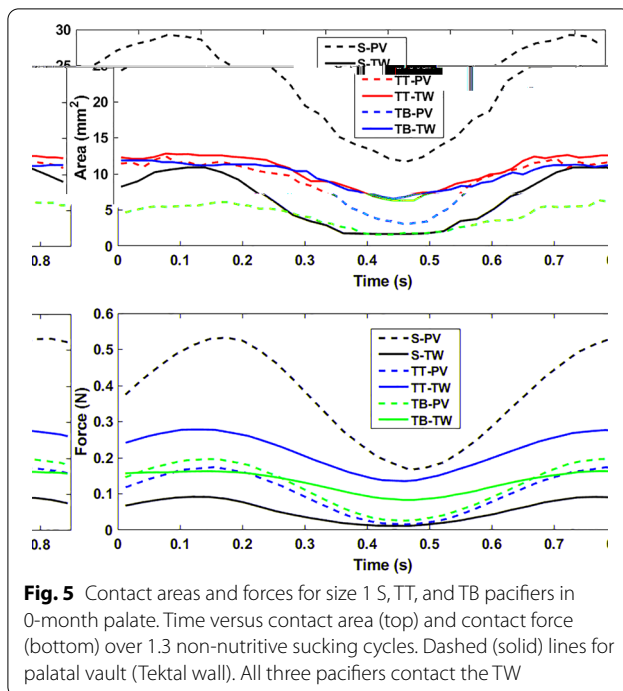 30
25
20
15
10
5
0
Area (mm²)
S-PV
S-TW
TT-PV
TT-TW
TB-PV
TB-TW
0.8 0 0.1 0.2 0.3 0.4 0.5 0.6 0.7
Time (s)
0.6
0.5
0.4
0.3
0.2
0.1
0
Force (N)
S-PV
S-TW
TT-PV
TT-TW
TB-PV
TB-TW
0.8 0 0.1 0.2 0.3 0.4 0.5 0.6 0.7
Time (s)
Fig. 5 Contact areas and forces for size 1 S, TT, and TB pacifiers in
0-month palate. Time versus contact area (top) and contact force
(bottom) over 1.3 non-nutritive sucking cycles. Dashed (solid) lines for
palatal vault (Tektal wall). All three pacifiers contact the TW